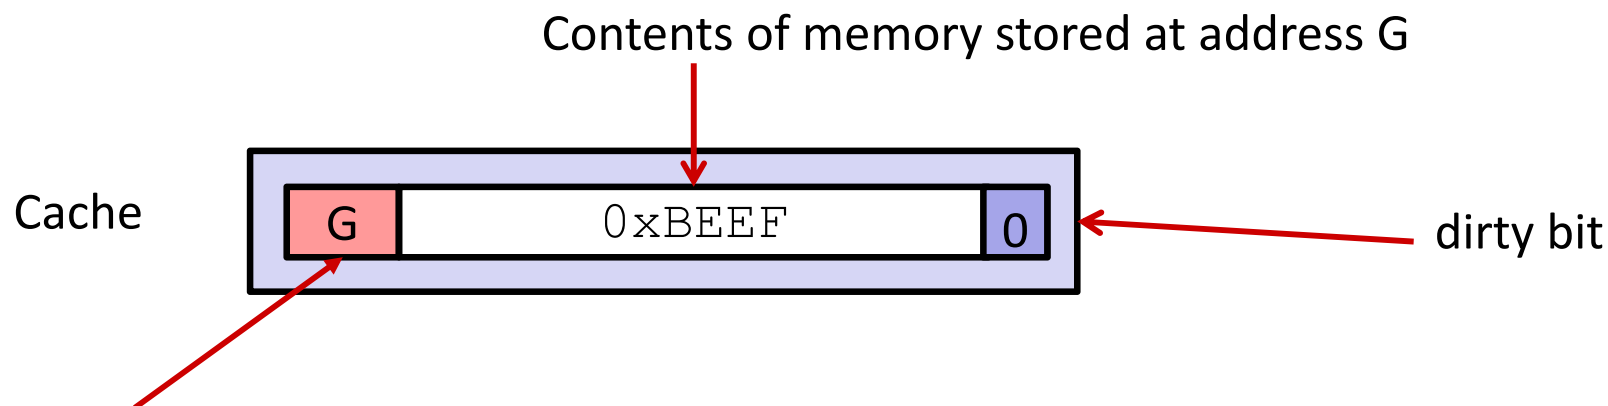 Contents of memory stored at address G
Cache
G
0xBEEF
0
dirty bit